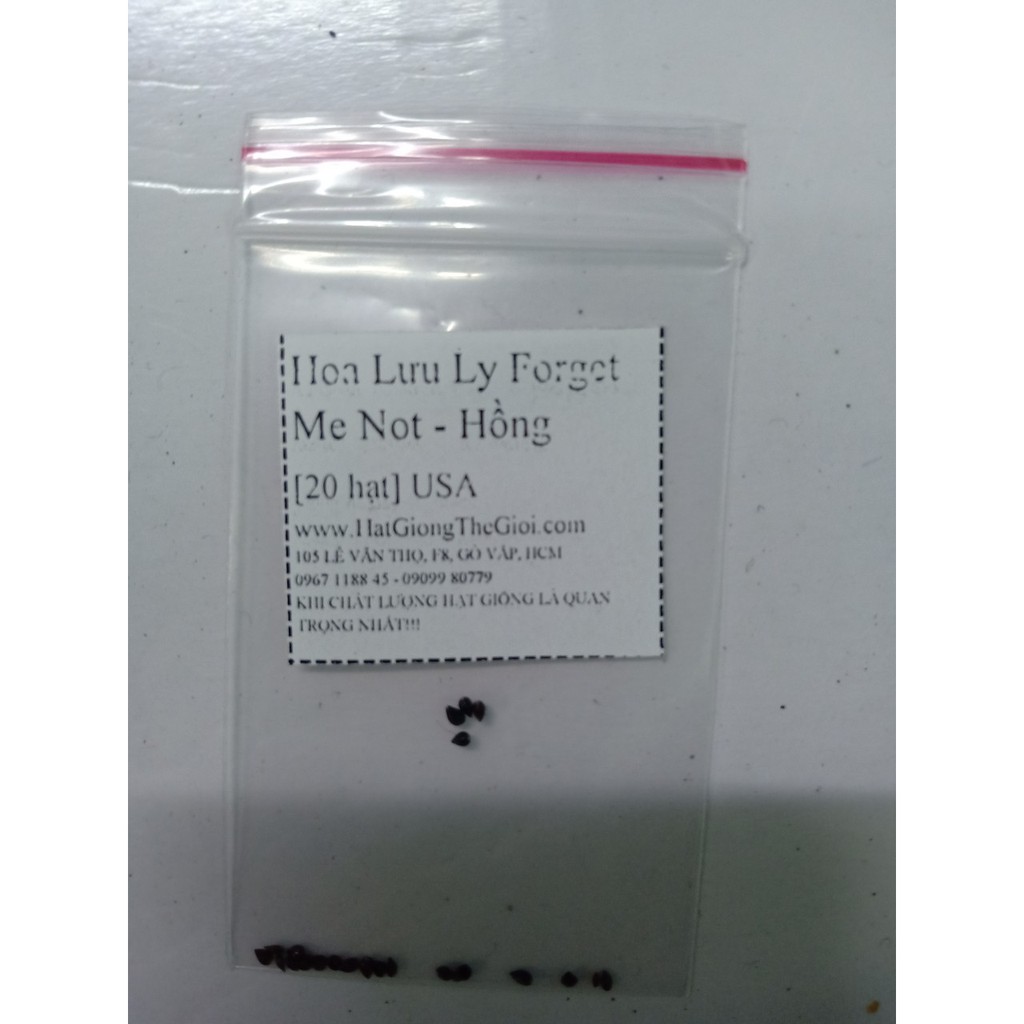 Hoa Lưu Ly Forget
Me Not - Hồng
[20 hạt] USA
www.HatGiongTheGioi.com
105 LÊ VĂN THỌ, F8, GÒ VẤP, HCM
0967 1188 45 - 09099 80779
KHI CHẤT LƯỢNG HẠT GIỐNG LÀ QUAN
TRỌNG NHẤT!!!